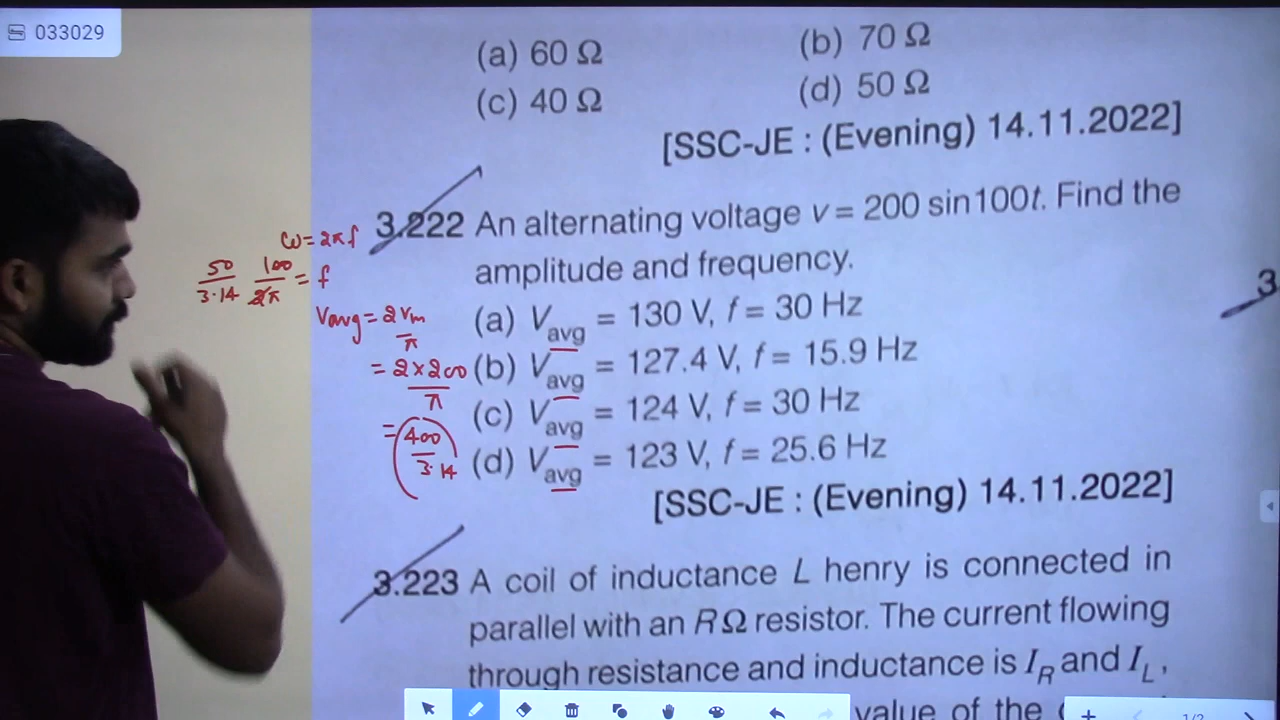 033029
(a) 60 Ω (b) 70 Ω
(c) 40 Ω (d) 50 Ω
[SSC-JE : (Evening) 14.11.2022]
3.222 An alternating voltage v = 200 sin100t. Find the
amplitude and frequency.
(a) Vavg = 130 V, f = 30 Hz
(b) Vavg = 127.4 V, f = 15.9 Hz
(c) Vavg = 124 V, f = 30 Hz
(d) Vavg = 123 V, f = 25.6 Hz
[SSC-JE : (Evening) 14.11.2022]
ω = 2πf
50/3.14 100/2π = f
Vavg = 2Vm/π
= 2×200/π
= 400/3.14
3
3.223 A coil of inductance L henry is connected in
parallel with an RΩ resistor. The current flowing
through resistance and inductance is IR and IL,
value of the
1/2